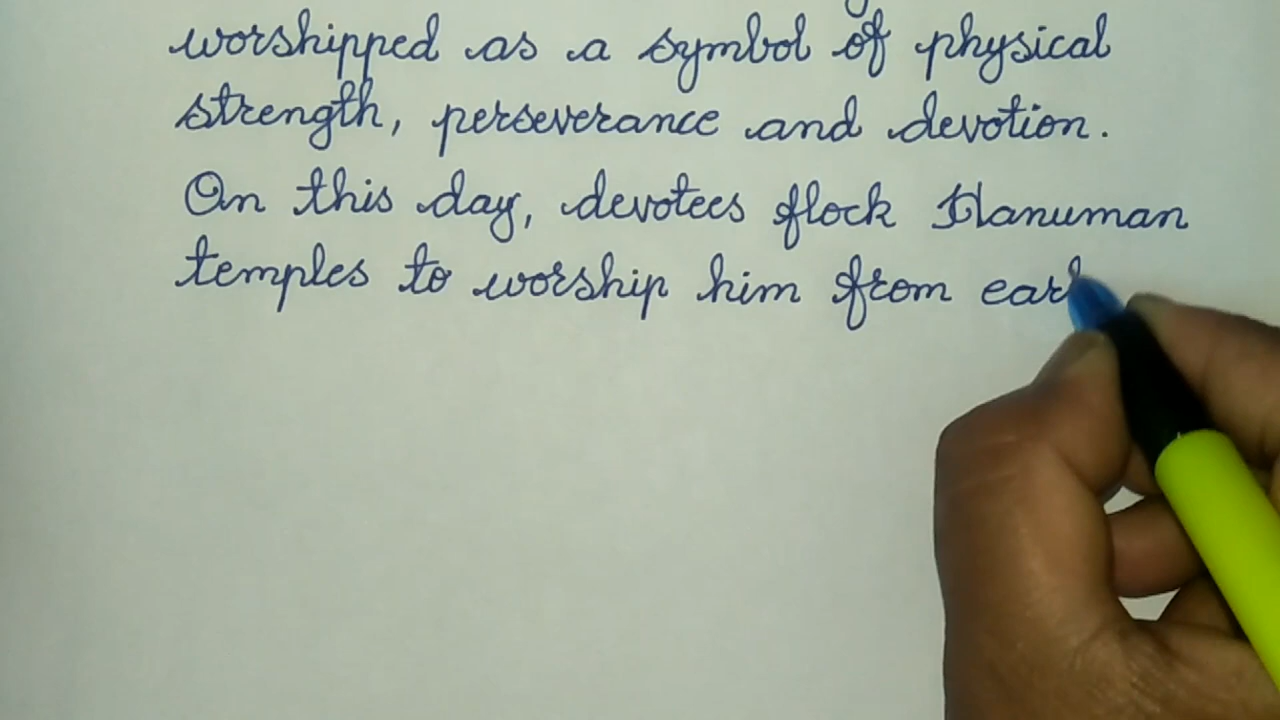 worshipped as a symbol of physical
strength, perseverance and devotion.
On this day, devotees flock Hanuman
temples to worship him from earl